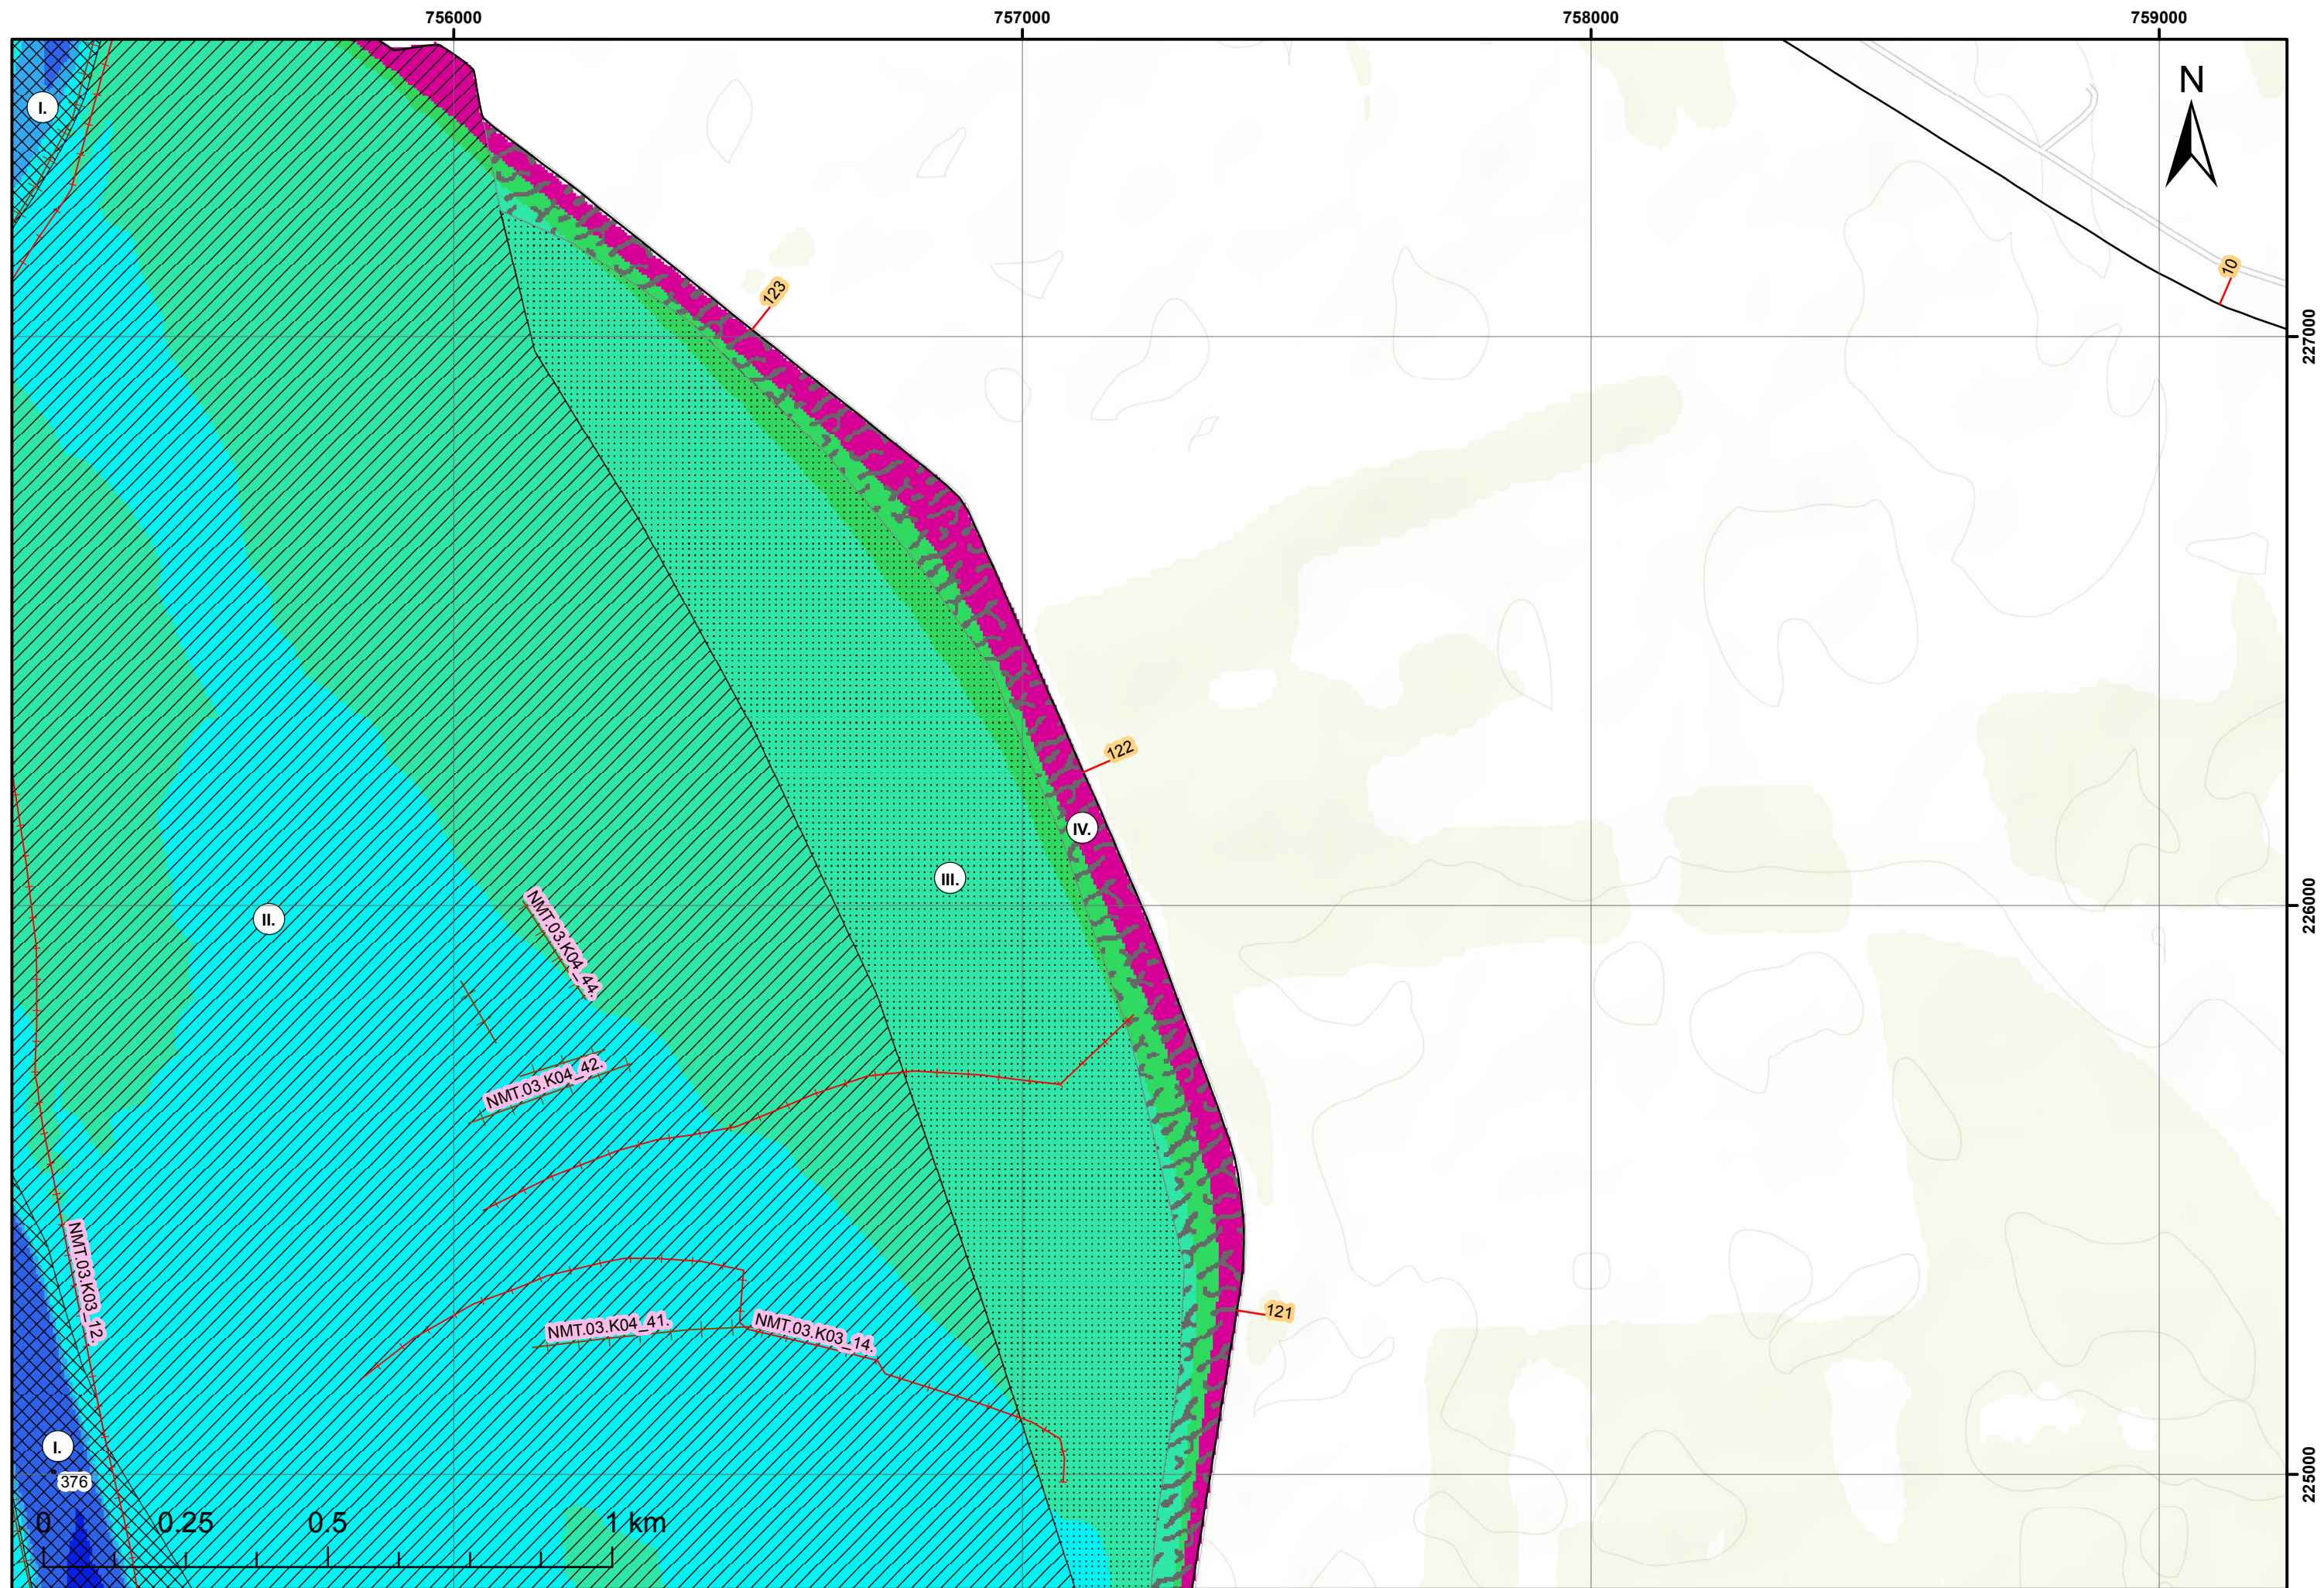 756000 757000 758000 759000
N
I.
10
123
227000
122
IV.
III.
226000
II.
NMT.03.K04_44.
NMT.03.K04_42.
NMT.03.K03_12.
121
NMT.03.K04_41.
NMT.03.K03_14.
I.
376
225000
0 0.25 0.5 1 km